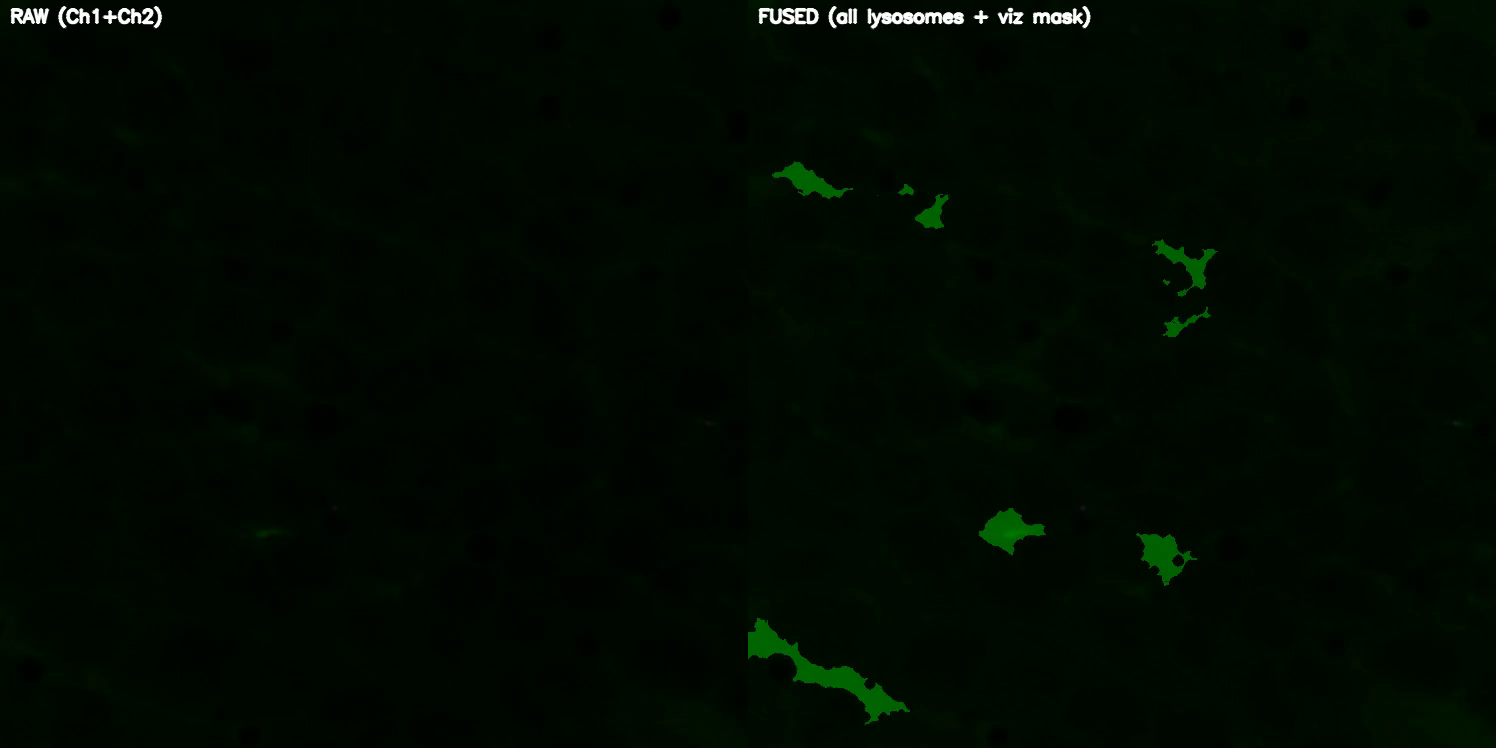 RAW (Ch1+Ch2)
FUSED (all lysosomes + viz mask)